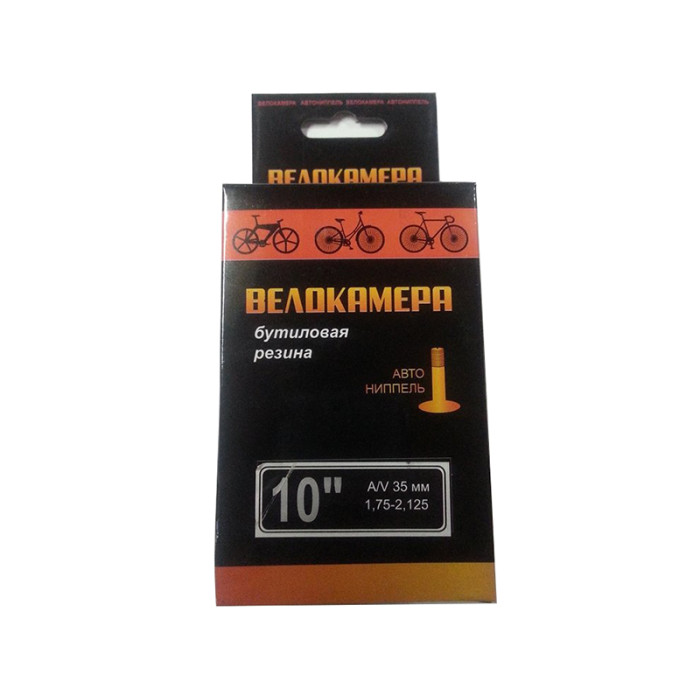 ВЕЛОКАМЕРА АВТОНИППЕЛЬ ВЕЛОКАМЕРА АВТОНИППЕЛЬ
ВЕЛОКАМЕРА
ВЕЛОКАМЕРА
бутиловая
резина
АВТО
НИППЕЛЬ
10"
A/V 35 мм
1,75-2,125